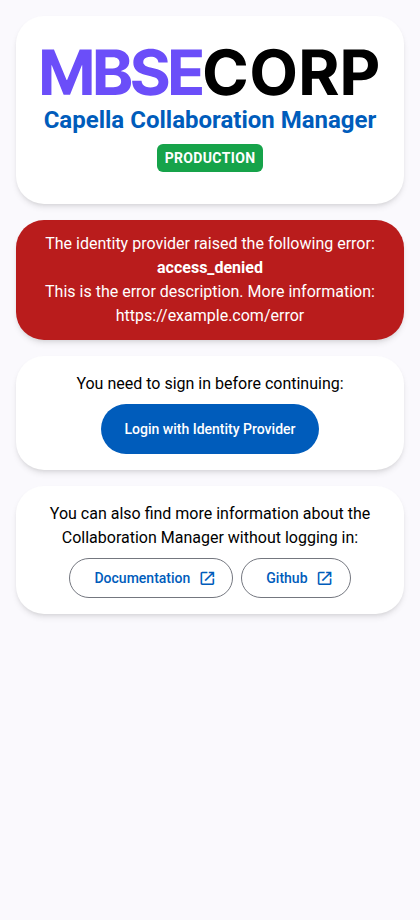 MBSECORP
Capella Collaboration Manager
PRODUCTION
The identity provider raised the following error:
access_denied
This is the error description. More information:
https://example.com/error
You need to sign in before continuing:
Login with Identity Provider
You can also find more information about the
Collaboration Manager without logging in:
Documentation
Github